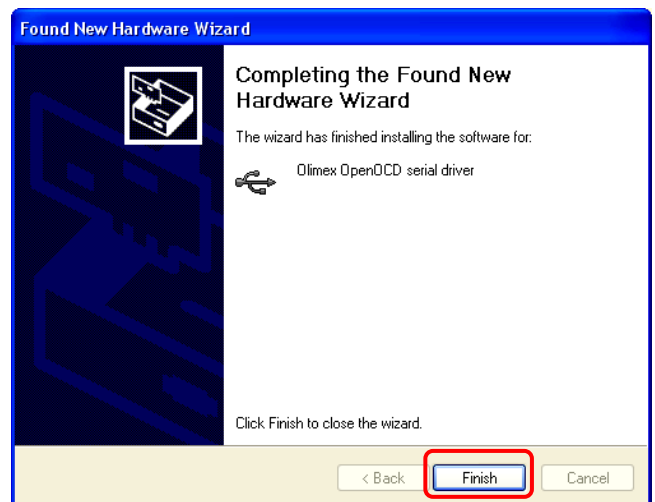 Found New Hardware Wizard
Completing the Found New
Hardware Wizard
The wizard has finished installing the software for:
Olimex OpenOCD serial driver
Click Finish to close the wizard.
< Back Finish Cancel